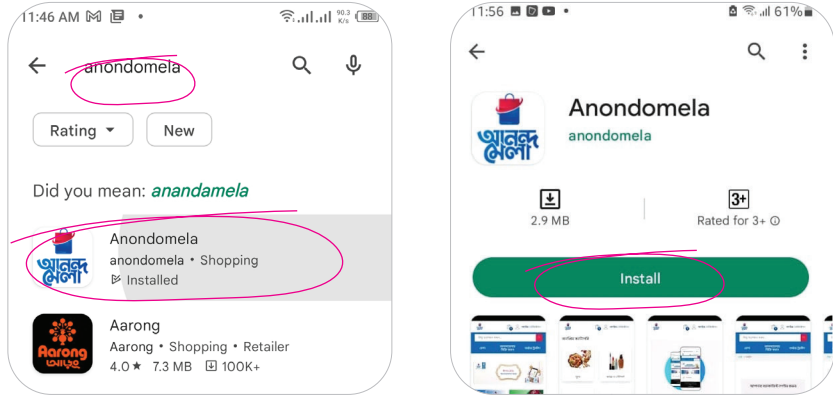 11:46 AM
90.3
K/s
88
anondomela
Rating
New
Did you mean: anandamela
আনন্দ
মেলা
Anondomela
anondomela • Shopping
Installed
Aarong
আড়ং
Aarong
Aarong • Shopping • Retailer
4.0★ 7.3 MB 100K+
11:56
61%
আনন্দ
মেলা
Anondomela
anondomela
3+
2.9 MB
Rated for 3+
Install